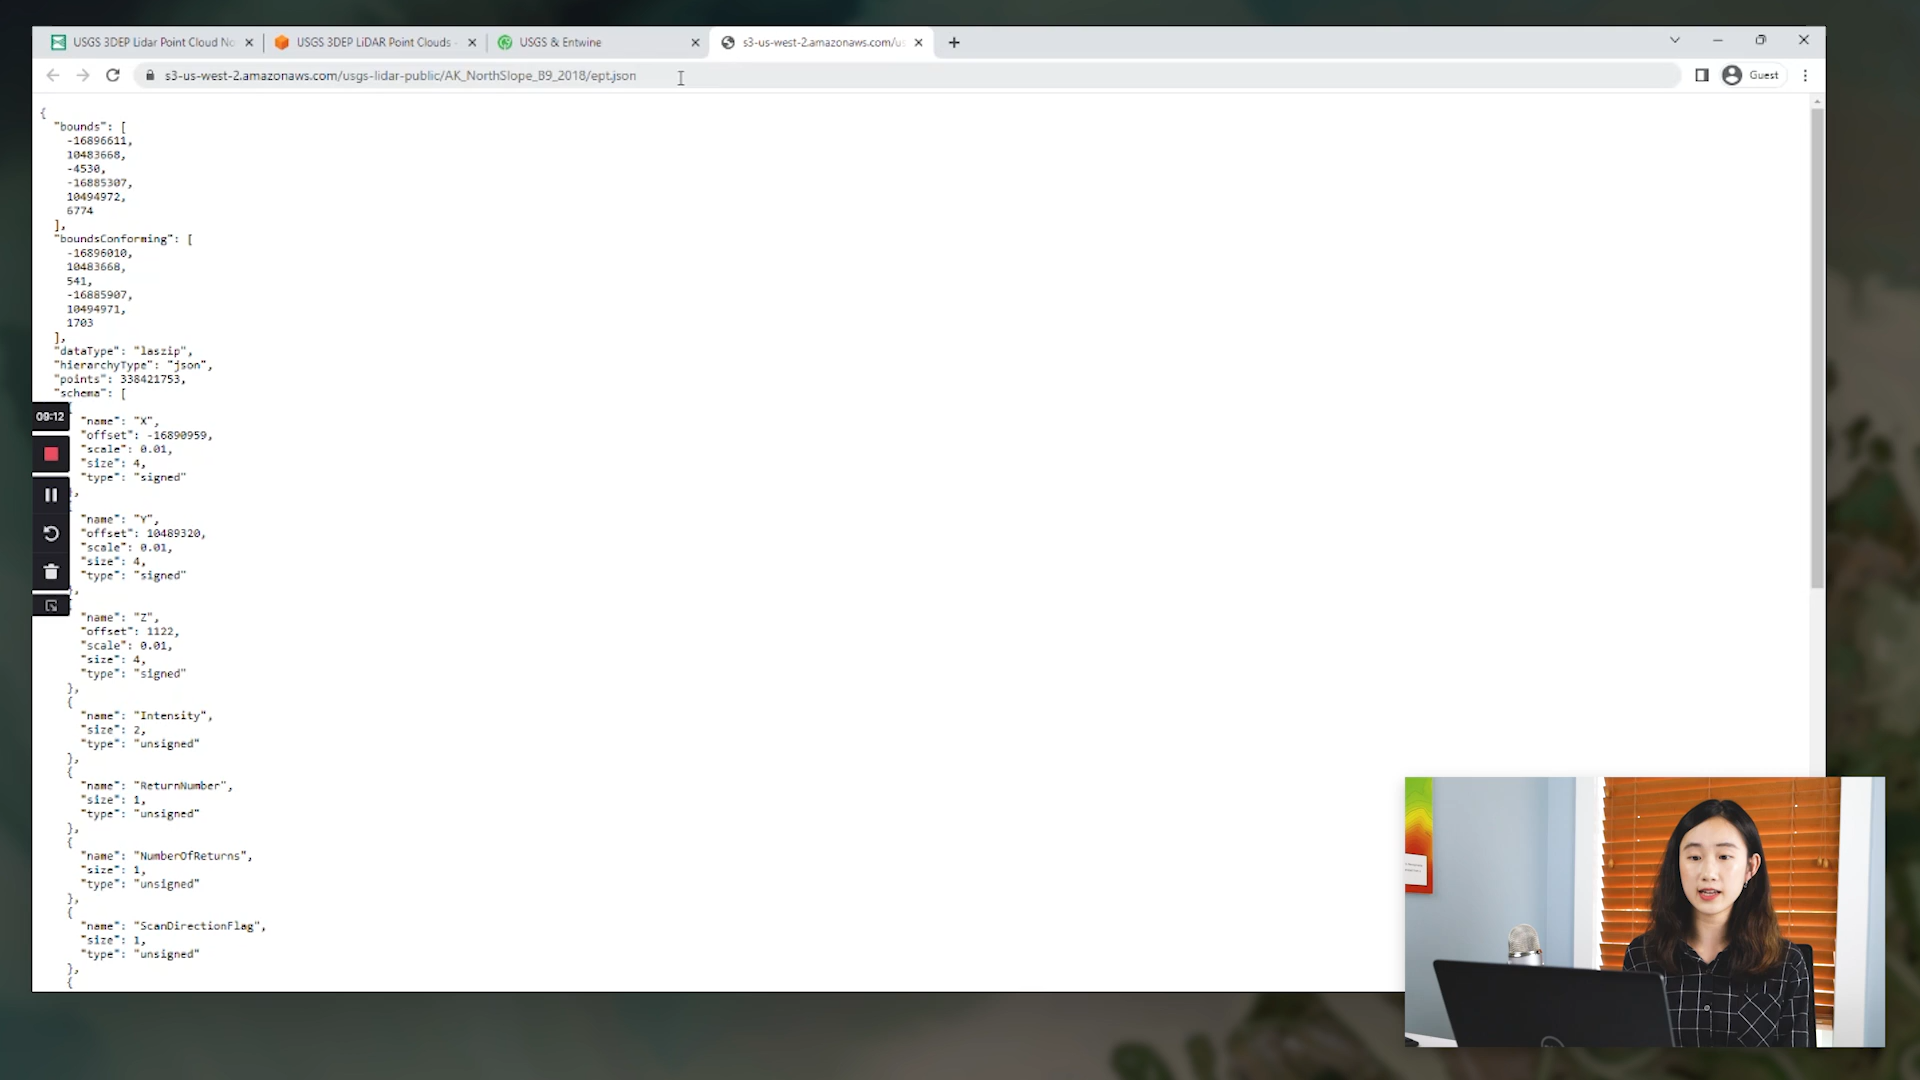 USGS 3DEP Lidar Point Cloud No
USGS 3DEP LiDAR Point Clouds -
USGS & Entwine
s3-us-west-2.amazonaws.com/us
s3-us-west-2.amazonaws.com/usgs-lidar-public/AK_NorthSlope_B9_2018/ept.json
Guest
{
"bounds": [
-16896611,
10483668,
-4530,
-16885307,
10494972,
6774
],
"boundsConforming": [
-16896010,
10483668,
541,
-16885907,
10494971,
1703
],
"dataType": "laszip",
"hierarchyType": "json",
"points": 338421753,
"schema": [
09:12
"name": "X",
"offset": -16890959,
"scale": 0.01,
"size": 4,
"type": "signed"
},
"name": "Y",
"offset": 10489320,
"scale": 0.01,
"size": 4,
"type": "signed"
},
"name": "Z",
"offset": 1122,
"scale": 0.01,
"size": 4,
"type": "signed"
},
{
"name": "Intensity",
"size": 2,
"type": "unsigned"
},
{
"name": "ReturnNumber",
"size": 1,
"type": "unsigned"
},
{
"name": "NumberOfReturns",
"size": 1,
"type": "unsigned"
},
{
"name": "ScanDirectionFlag",
"size": 1,
"type": "unsigned"
},
{